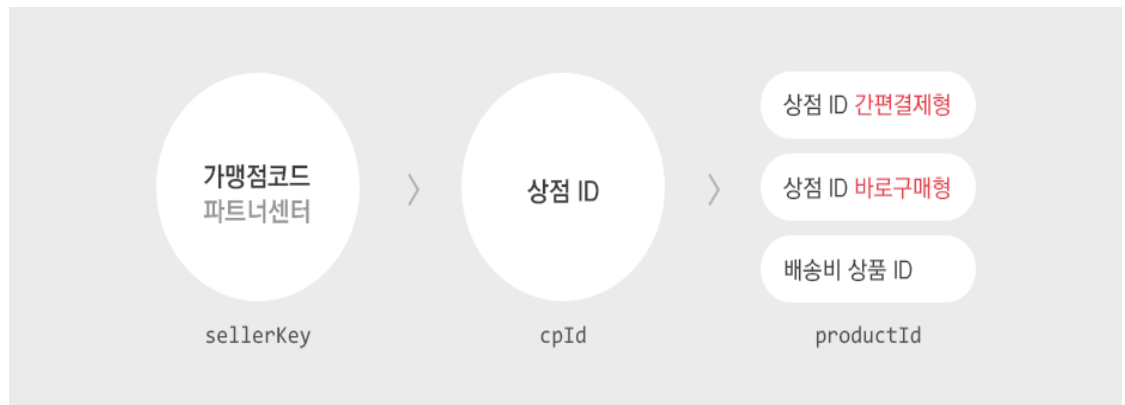 가맹점코드
파트너센터
sellerKey
상점 ID
cpId
상점 ID 간편결제형
상점 ID 바로구매형
배송비 상품 ID
productId